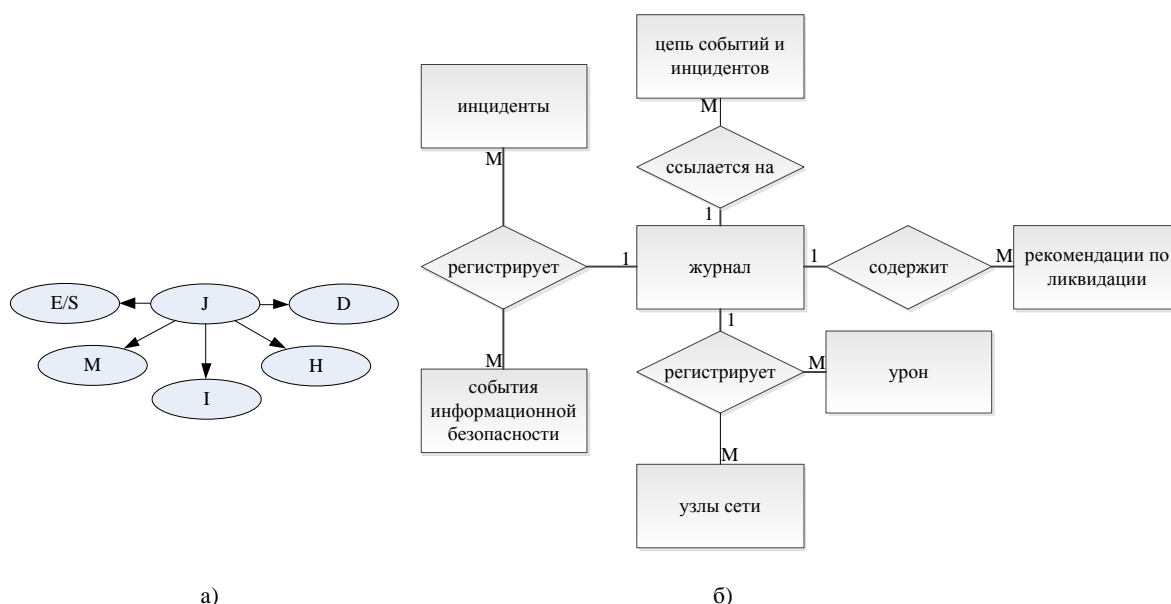 E/S
J
D
M
H
I
а)
цепь событий и
инцидентов
M
ссылается на
1
инциденты
M
регистрирует
1
журнал
1
содержит
M
рекомендации по
ликвидации
M
события
информационной
безопасности
1
регистрирует
M
урон
M
узлы сети
б)